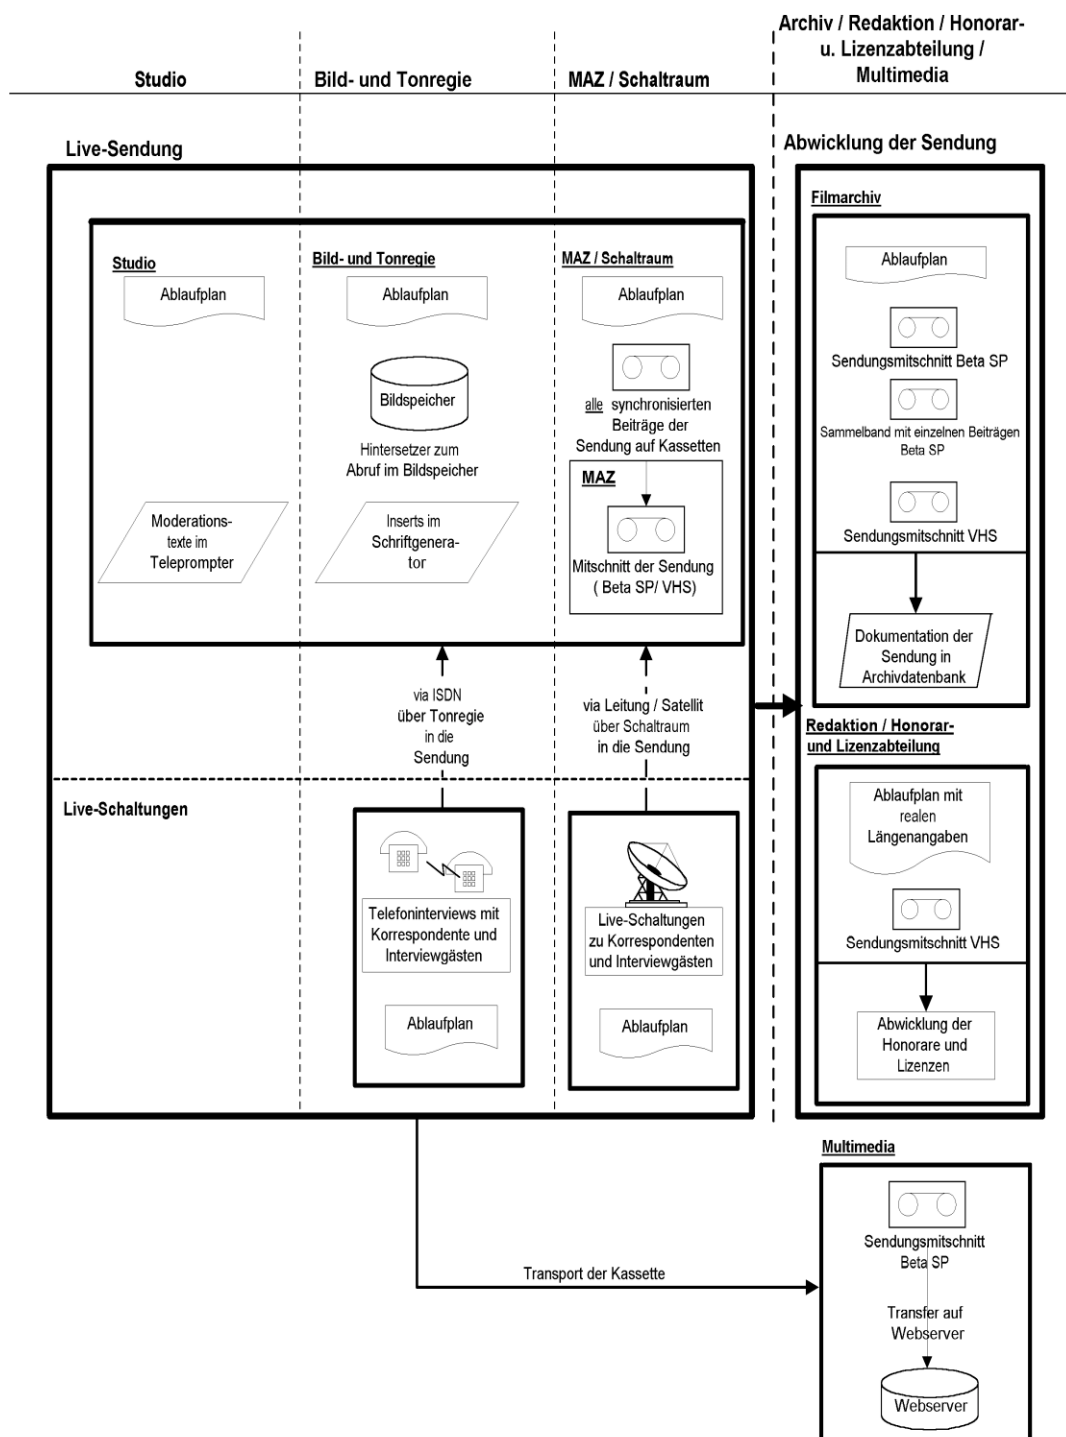 Archiv / Redaktion / Honorar-
u. Lizenzabteilung /
Multimedia
Studio
Bild- und Tonregie
MAZ / Schaltraum
Live-Sendung
Studio
Ablaufplan
Moderations-
texte im
Teleprompter
Bild- und Tonregie
Ablaufplan
Bildspeicher
Hintersetzer zum
Abruf im Bildspeicher
Inserts im
Schriftgenera-
tor
MAZ / Schaltraum
Ablaufplan
alle synchronisierten
Beiträge der
Sendung auf Kassetten
MAZ
Mitschnitt der Sendung
( Beta SP/ VHS)
via ISDN
über Tonregie
in die
Sendung
via Leitung / Satellit
über Schaltraum
in die Sendung
Live-Schaltungen
Telefoninterviews mit
Korrespondente und
Interviewgästen
Ablaufplan
Live-Schaltungen
zu Korrespondenten
und Interviewgästen
Ablaufplan
Abwicklung der Sendung
Filmarchiv
Ablaufplan
Sendungsmitschnitt Beta SP
Sammelband mit einzelnen Beiträgen
Beta SP
Sendungsmitschnitt VHS
Dokumentation der
Sendung in
Archivdatenbank
Redaktion / Honorar-
und Lizenzabteilung
Ablaufplan mit
realen
Längenangaben
Sendungsmitschnitt VHS
Abwicklung der
Honorare und
Lizenzen
Transport der Kassette
Multimedia
Sendungsmitschnitt
Beta SP
Transfer auf
Webserver
Webserver